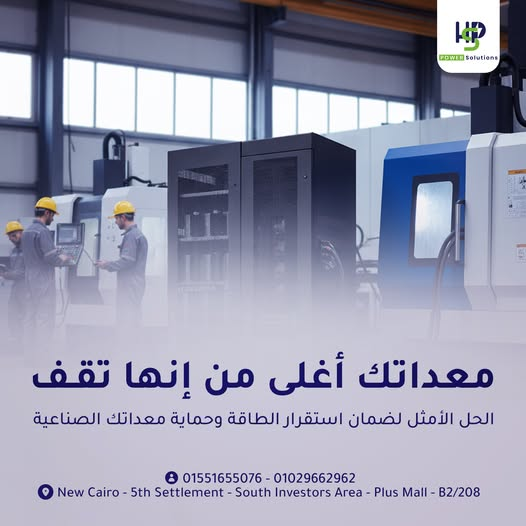 HSP
POWER Solutions
معداتك أغلى من إنها تقف
الحل الأمثل لضمان استقرار الطاقة وحماية معداتك الصناعية
01551655076 - 01029662962
New Cairo - 5th Settlement - South Investors Area - Plus Mall - B2/208